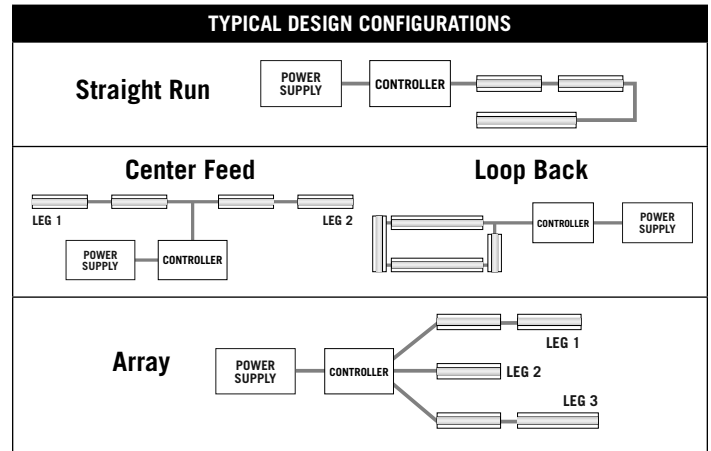 TYPICAL DESIGN CONFIGURATIONS
Straight Run
POWER
SUPPLY
CONTROLLER
Center Feed
LEG 1
LEG 2
POWER
SUPPLY
CONTROLLER
Loop Back
CONTROLLER
POWER
SUPPLY
Array
POWER
SUPPLY
CONTROLLER
LEG 1
LEG 2
LEG 3